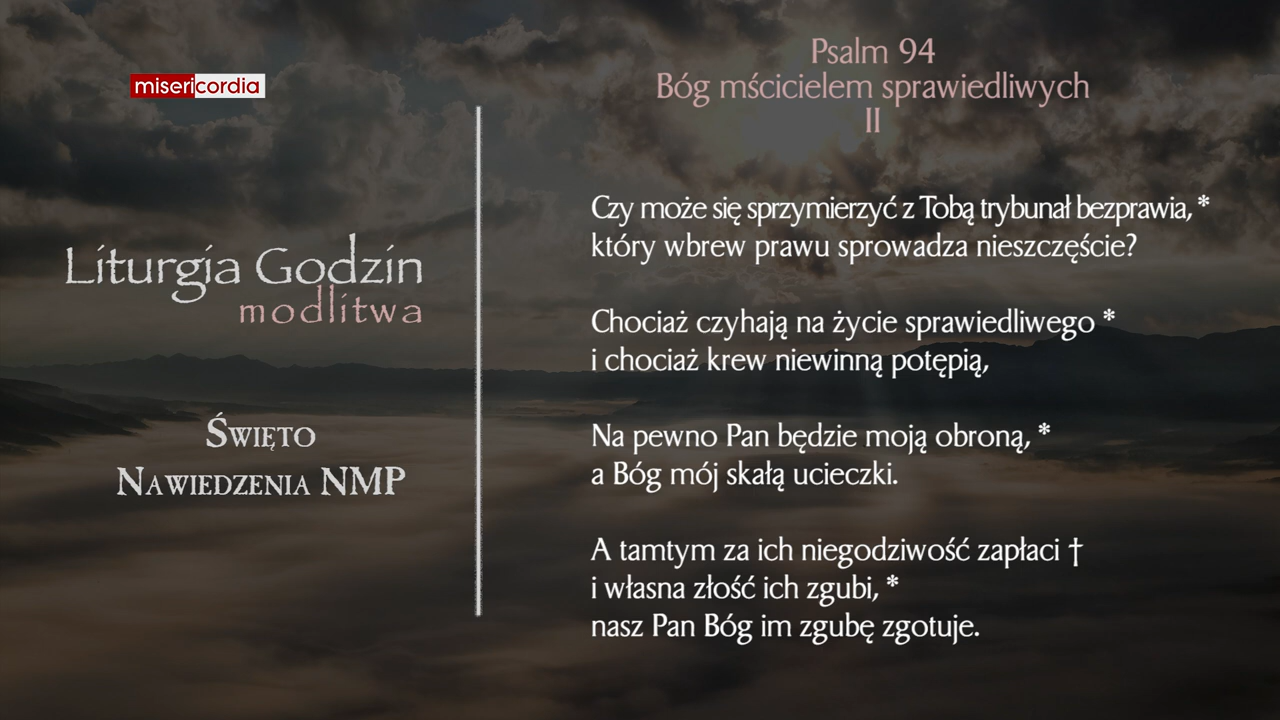 misericordia
Liturgia Godzin
modlitwa
Święto
Nawiedzenia NMP
Psalm 94
Bóg mścicielem sprawiedliwych
II
Czy może się sprzymierzyć z Tobą trybunał bezprawia, *
który wbrew prawu sprowadza nieszczęście?
Chociaż czyhają na życie sprawiedliwego *
i chociaż krew niewinną potępią,
Na pewno Pan będzie moją obroną, *
a Bóg mój skałą ucieczki.
A tamtym za ich niegodziwość zapłaci †
i własna złość ich zgubi, *
nasz Pan Bóg im zgubę zgotuje.